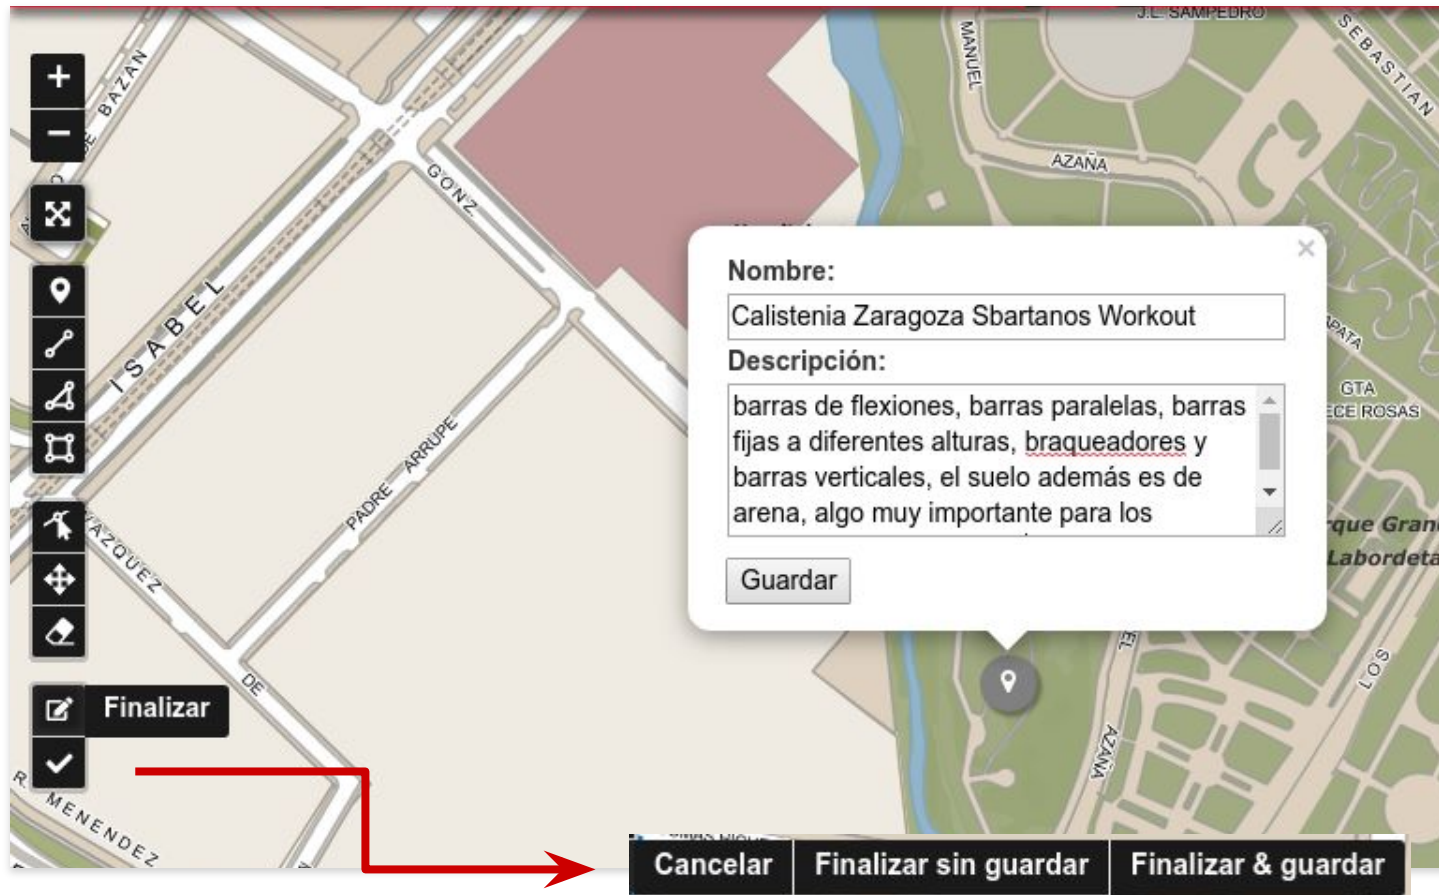 J.L. SAMPEDRO
SEBASTIAN
MANUEL
BAZAN
DE
AZAÑA
GONZ.
ISABEL
Nombre:
Calistenia Zaragoza Sbartanos Workout
Descripción:
barras de flexiones, barras paralelas, barras
fijas a diferentes alturas, braqueadores y
barras verticales, el suelo además es de
arena, algo muy importante para los
Guardar
GTA
ROSAS
PADRE ARRUPE
VAZQUEZ
DE
Labordeta
LOS
AZAÑA
Finalizar
R. MENENDEZ
Cancelar
Finalizar sin guardar
Finalizar & guardar